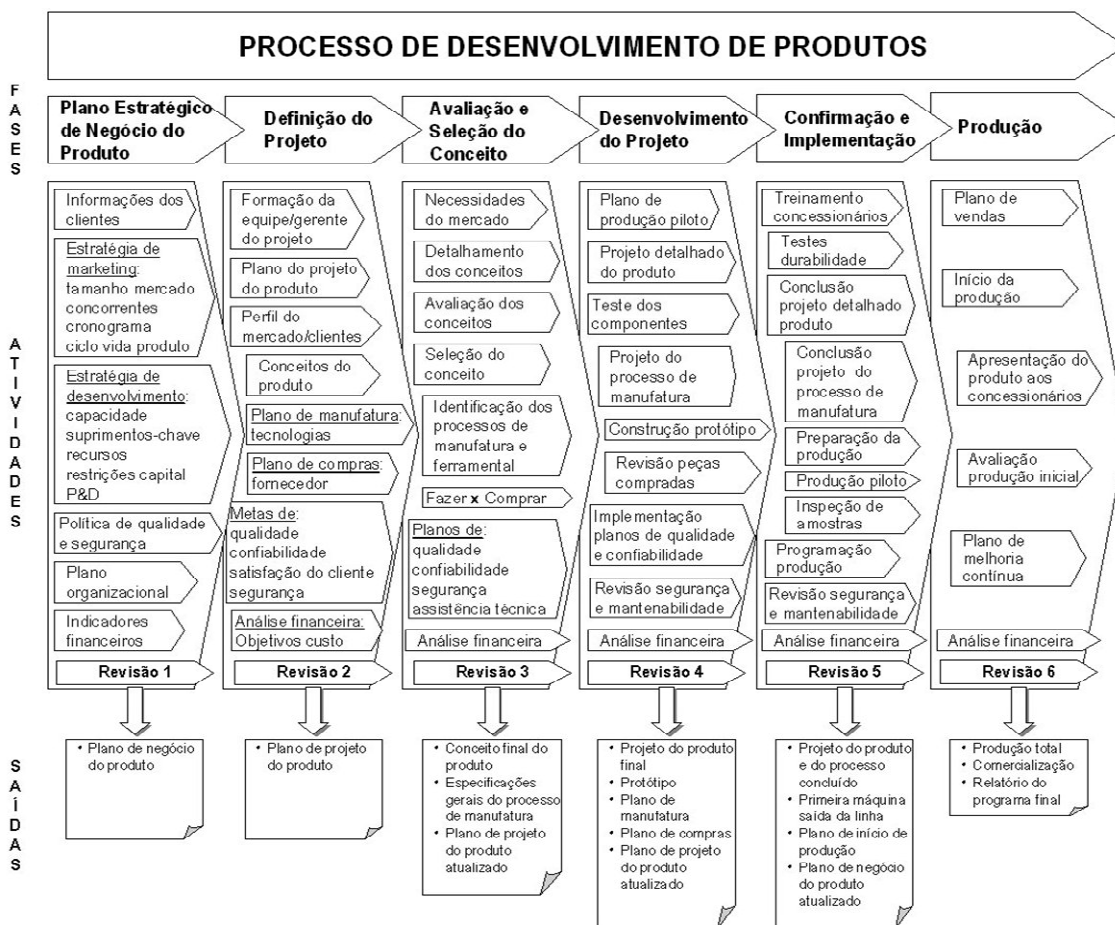 PROCESSO DE DESENVOLVIMENTO DE PRODUTOS
F
A
S
E
S
Plano Estratégico
de Negócio do
Produto
Definição do
Projeto
Avaliação e
Seleção do
Conceito
Desenvolvimento
do Projeto
Confirmação e
Implementação
Produção
A
T
I
V
I
D
A
D
E
S
Informações dos
clientes
Estratégia de
marketing:
tamanho mercado
concorrentes
cronograma
ciclo vida produto
Estratégia de
desenvolvimento:
capacidade
suprimentos-chave
recursos
restrições capital
P&D
Política de qualidade
e segurança
Plano
organizacional
Indicadores
financeiros
Revisão 1
Formação da
equipe/gerente
do projeto
Plano do projeto
do produto
Perfil do
mercado/clientes
Conceitos do
produto
Plano de manufatura:
tecnologias
Plano de compras:
fornecedor
Metas de:
qualidade
confiabilidade
satisfação do cliente
segurança
Análise financeira:
Objetivos custo
Revisão 2
Necessidades
do mercado
Detalhamento
dos conceitos
Avaliação dos
conceitos
Seleção do
conceito
Identificação dos
processos de
manufatura e
ferramental
Fazer x Comprar
Planos de:
qualidade
confiabilidade
segurança
assistência técnica
Análise financeira
Revisão 3
Plano de
produção piloto
Projeto detalhado
do produto
Teste dos
componentes
Projeto do
processo de
manufatura
Construção protótipo
Revisão peças
compradas
Implementação
planos de qualidade
e confiabilidade
Revisão segurança
e mantenabilidade
Análise financeira
Revisão 4
Treinamento
concessionários
Testes
durabilidade
Conclusão
projeto detalhado
produto
Conclusão
projeto do
processo de
manufatura
Preparação da
produção
Produção piloto
Inspeção de
amostras
Programação
produção
Revisão segurança
e mantenabilidade
Análise financeira
Revisão 5
Plano de
vendas
Início da
produção
Apresentação do
produto aos
concessionários
Avaliação
produção inicial
Plano de
melhoria
contínua
Análise financeira
Revisão 6
S
A
Í
D
A
S
• Plano de negócio
do produto
• Plano de projeto
do produto
• Conceito final do
produto
• Especificações
gerais do processo
de manufatura
• Plano de projeto do
produto atualizado
• Projeto do produto
final
• Protótipo
• Plano de
manufatura
• Plano de compras
• Plano de projeto
do produto
atualizado
• Projeto do produto
e do processo
concluído
• Primeira máquina
saída da linha
• Plano de início de
produção
• Plano de negócio
do produto
atualizado
• Produção total
• Comercialização
• Relatório do
programa final